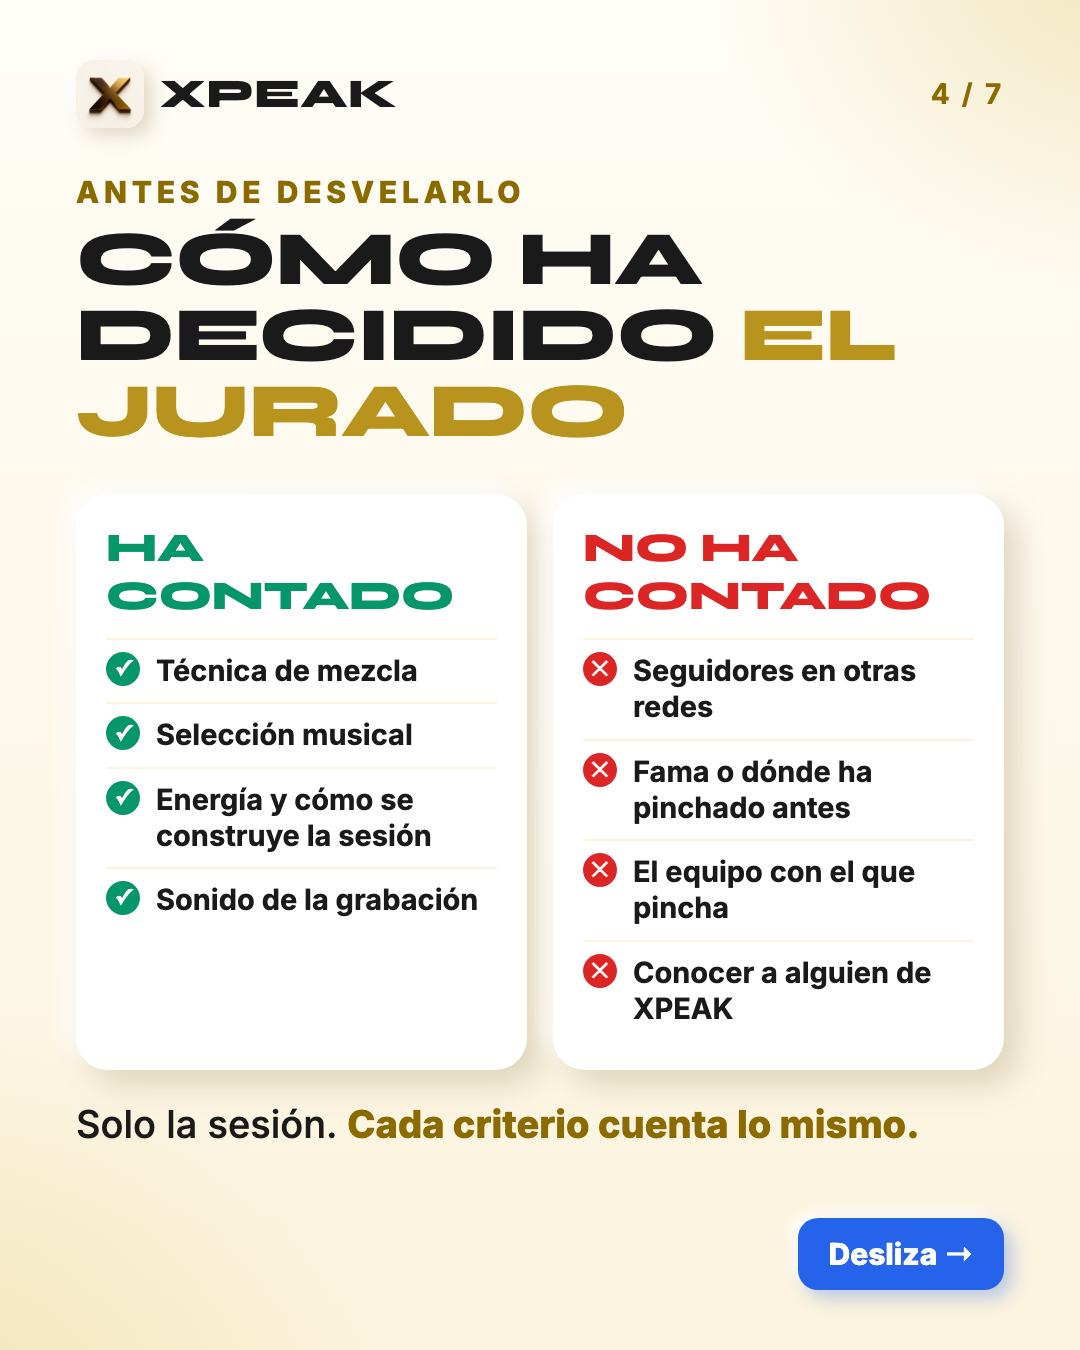 XPEAK
4 / 7
ANTES DE DESVELARLO
CÓMO HA
DECIDIDO EL
JURADO
HA
CONTADO
Técnica de mezcla
Selección musical
Energía y cómo se
construye la sesión
Sonido de la grabación
NO HA
CONTADO
Seguidores en otras
redes
Fama o dónde ha
pinchado antes
El equipo con el que
pincha
Conocer a alguien de
XPEAK
Solo la sesión. Cada criterio cuenta lo mismo.
Desliza →